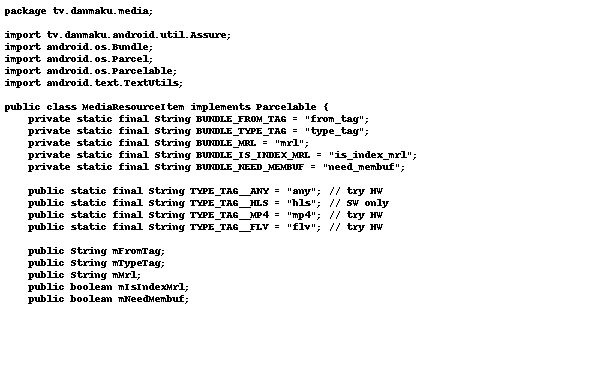 package tv.danmaku.media;

import tv.danmaku.android.util.Assure;
import android.os.Bundle;
import android.os.Parcel;
import android.os.Parcelable;
import android.text.TextUtils;

public class MediaResourceItem implements Parcelable {
    private static final String BUNDLE_FROM_TAG = "from_tag";
    private static final String BUNDLE_TYPE_TAG = "type_tag";
    private static final String BUNDLE_MRL = "mrl";
    private static final String BUNDLE_IS_INDEX_MRL = "is_index_mrl";
    private static final String BUNDLE_NEED_MEMBUF = "need_membuf";

    public static final String TYPE_TAG__ANY = "any"; // try HW
    public static final String TYPE_TAG__HLS = "hls"; // SW only
    public static final String TYPE_TAG__MP4 = "mp4"; // try HW
    public static final String TYPE_TAG__FLV = "flv"; // try HW

    public String mFromTag;
    public String mTypeTag;
    public String mMrl;
    public boolean mIsIndexMrl;
    public boolean mNeedMembuf;